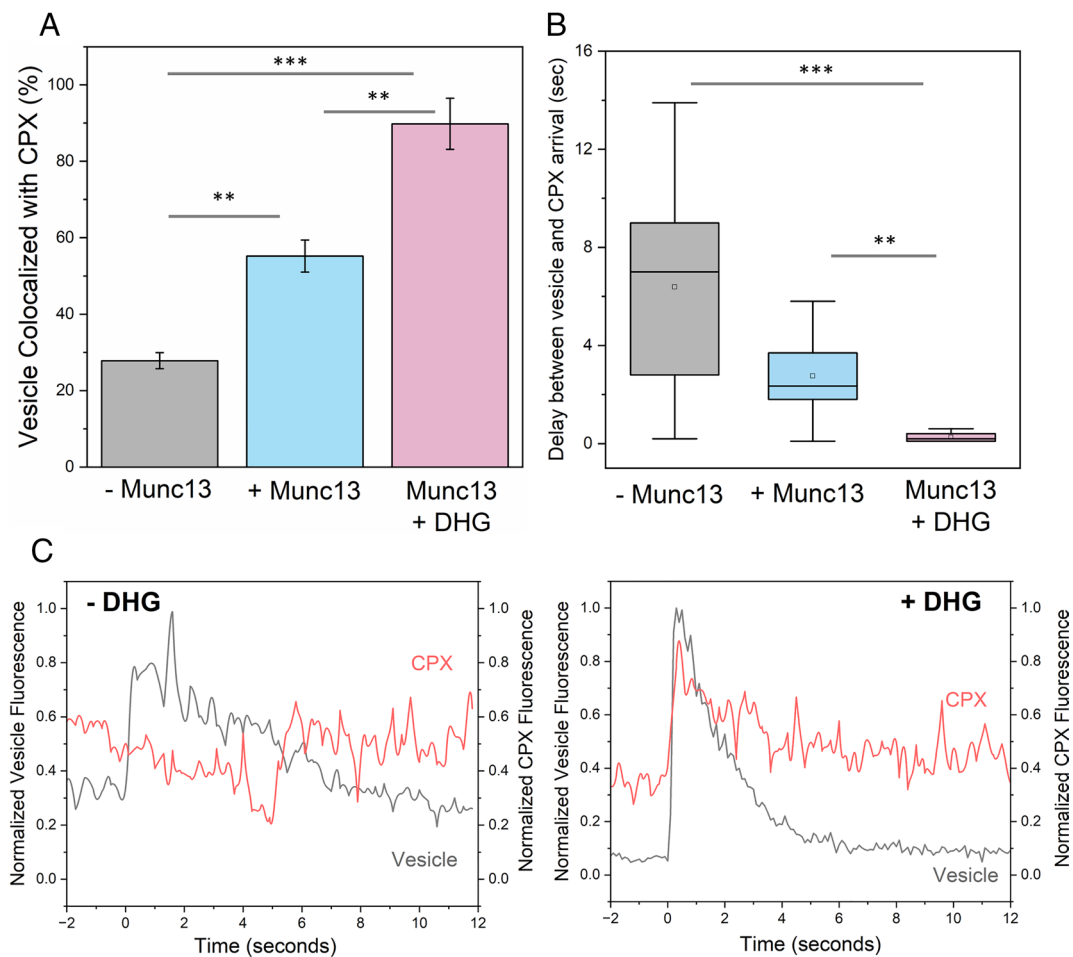 A
Vesicle Colocalized with CPX (%)
100
80
60
40
20
0
***
**
**
- Munc13
+ Munc13
Munc13
+ DHG
B
Delay between vesicle and CPX arrival (sec)
16
12
8
4
0
***
**
- Munc13
+ Munc13
Munc13
+ DHG
C
- DHG
Normalized Vesicle Fluorescence
1.0
0.8
0.6
0.4
0.2
0.0
CPX
Vesicle
1.0
0.8
0.6
0.4
0.2
0.0
Normalized CPX Fluorescence
−2 0 2 4 6 8 10 12
Time (seconds)
+ DHG
Normalized Vesicle Fluorescence
1.0
0.8
0.6
0.4
0.2
0.0
CPX
Vesicle
1.0
0.8
0.6
0.4
0.2
0.0
Normalized CPX Fluorescence
−2 0 2 4 6 8 10 12
Time (seconds)